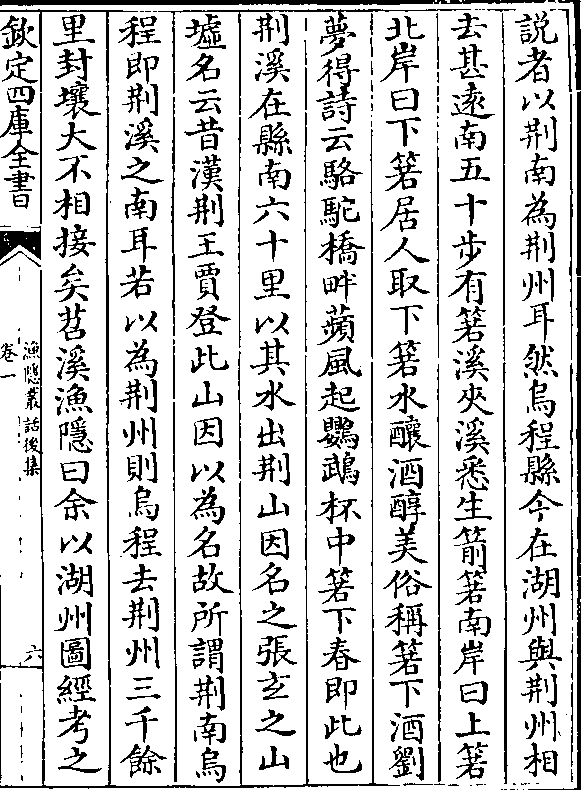 説者以荆南為荆州耳然烏程縣今在湖州與荆州相
去甚逺南五十步有箬溪夾溪悉生箭箬南岸曰上箬
北岸曰下箬居人取下箬水釀酒醇美俗稱箬下酒劉
夢得詩云駱駝橋畔蘋風起鸚鵡杯中箬下春即此也
荆溪在縣南六十里以其水出荆山因名之張𤣥之山
墟名云昔漢荆王賈登此山因以為名故所謂荆南烏
程即荆溪之南耳若以為荆州則烏程去荆州三千餘
里封壤大不相接矣苕溪漁隠曰余以湖州圖經考之
欽定四庫全書
漁隠叢話後集
卷一
六